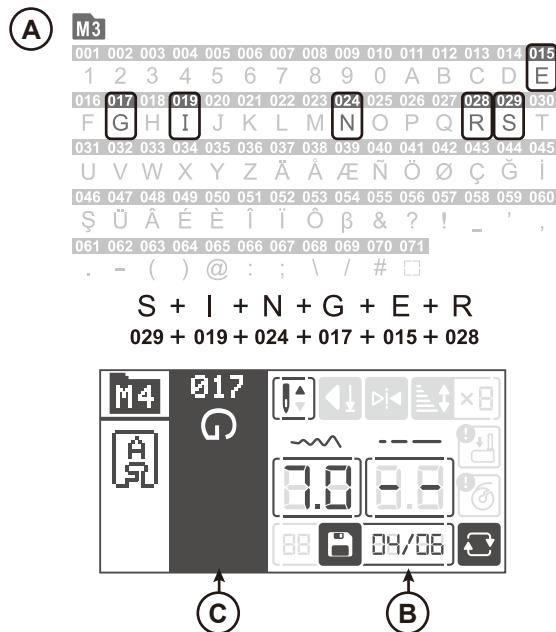 A
M3
001 002 003 004 005 006 007 008 009 010 011 012 013 014 015
1 2 3 4 5 6 7 8 9 0 A B C D E
016 017 018 019 020 021 022 023 024 025 026 027 028 029 030
F G H I J K L M N O P Q R S T
031 032 033 034 035 036 037 038 039 040 041 042 043 044 045
U V W X Y Z Ä Å Æ Ñ Ö Ø Ç Ğ İ
046 047 048 049 050 051 052 053 054 055 056 057 058 059 060
Ş Ü Â É È Î Ï Ô β & ? ! _ ' ,
061 062 063 064 065 066 067 068 069 070 071
. - ( ) @ : ; \ / #
S + I + N + G + E + R
029 + 019 + 024 + 017 + 015 + 028
M4 017
G
7.0 - -
04/06
C B